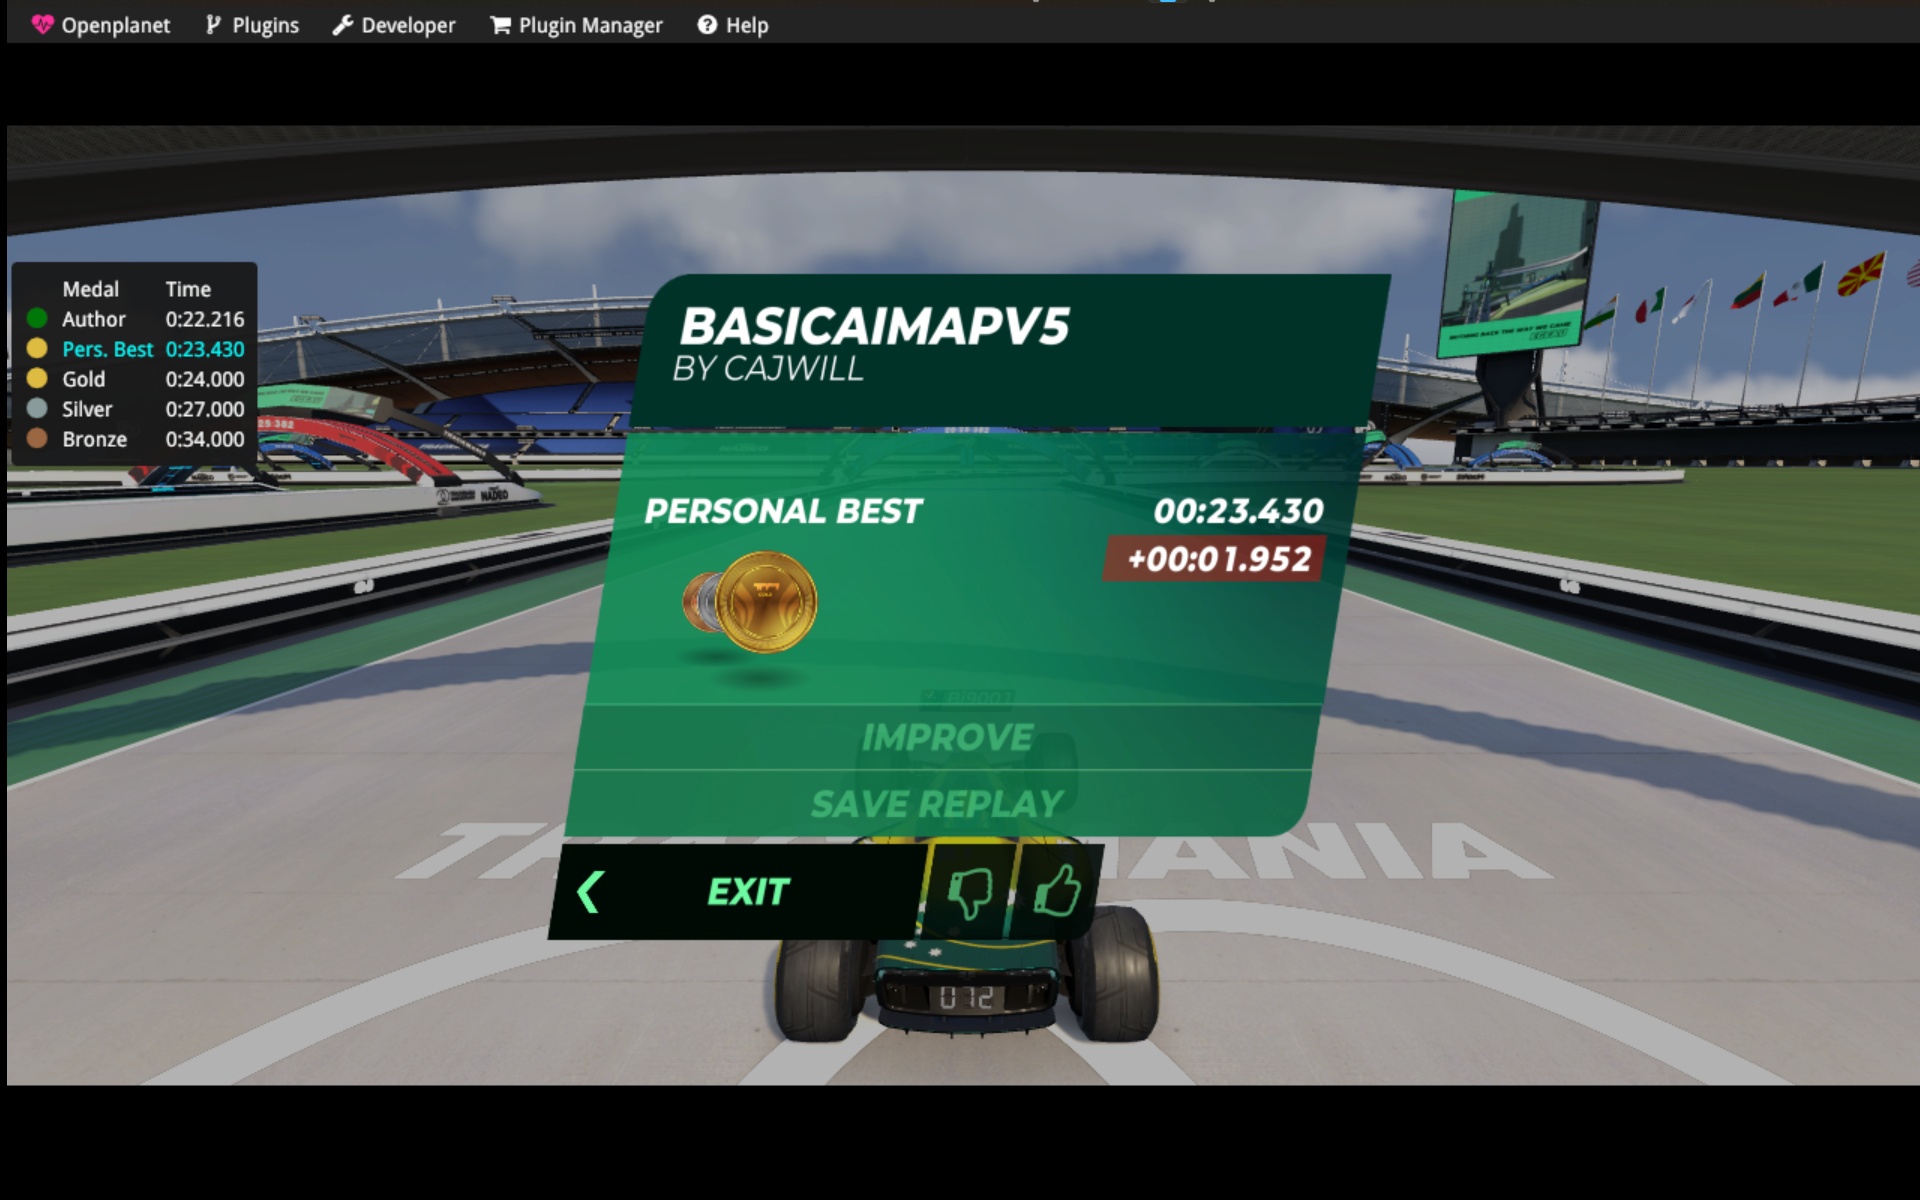 Openplanet Plugins Developer Plugin Manager Help
Medal Time
Author 0:22.216
Pers. Best 0:23.430
Gold 0:24.000
Silver 0:27.000
Bronze 0:34.000
BASICAIMAPV5
BY CAJWILL
PERSONAL BEST 00:23.430
+00:01.952
IMPROVE
SAVE REPLAY
EXIT
012
NADEO